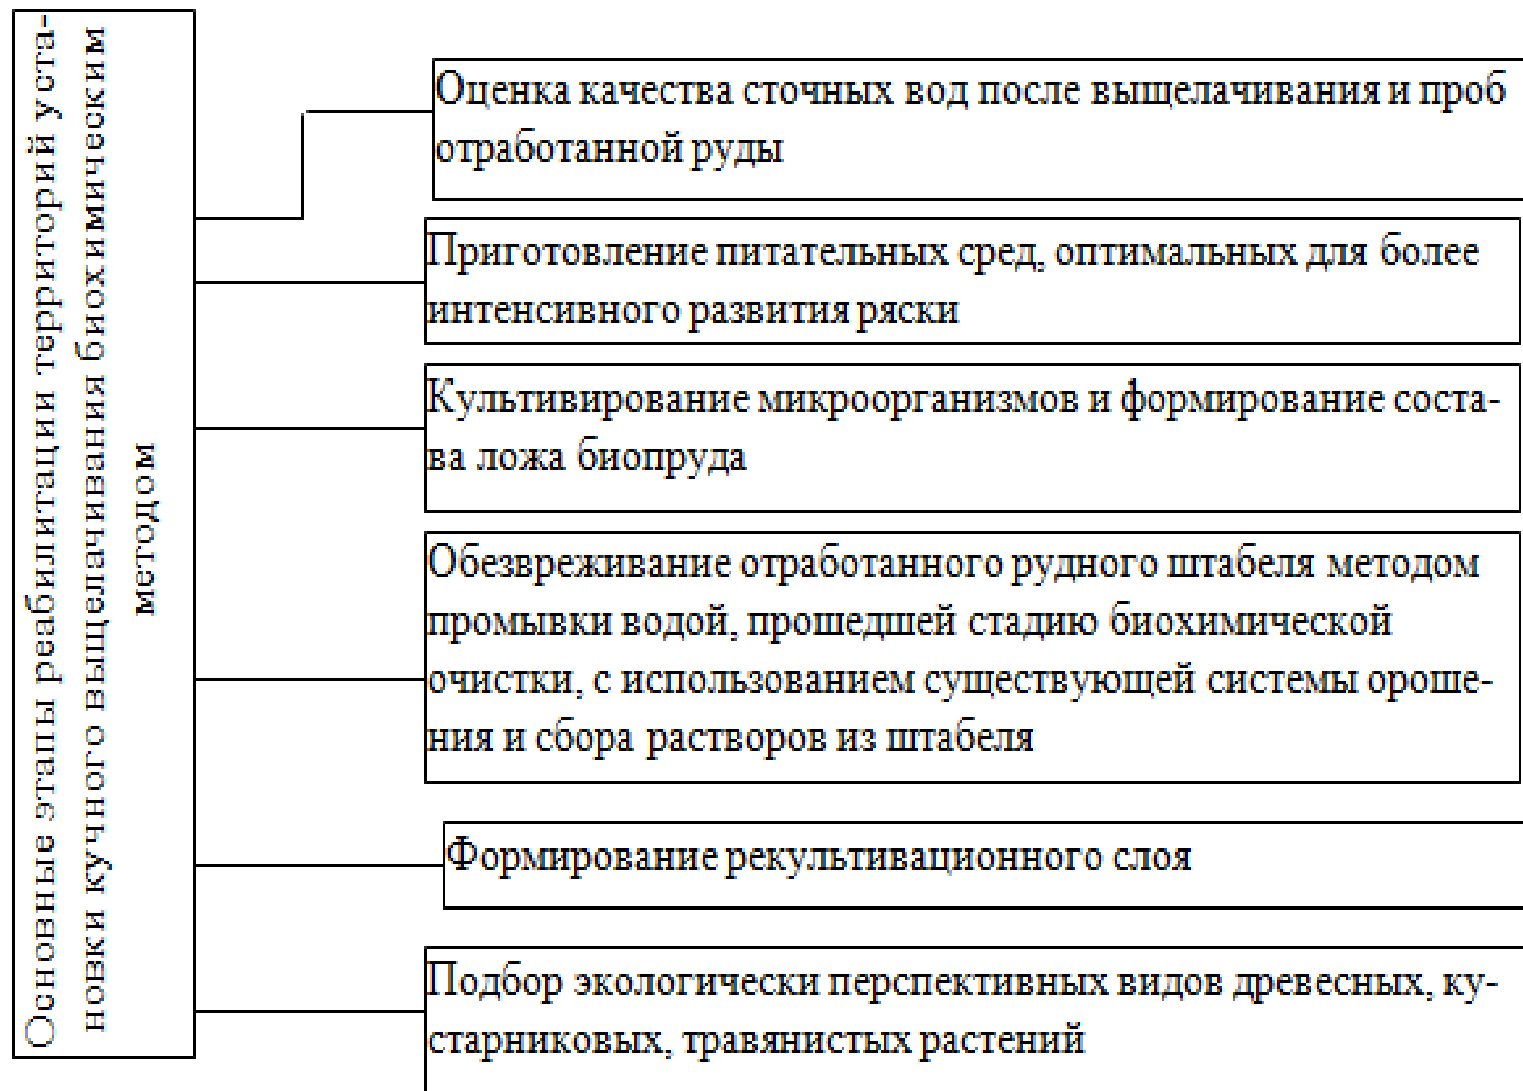 Основные этапы реабилитации территорий уста-
новки кучного выщелачивания биохимическим
методом
Оценка качества сточных вод после выщелачивания и проб
отработанной руды
Приготовление питательных сред, оптимальных для более
интенсивного развития ряски
Культивирование микроорганизмов и формирование соста-
ва ложа биопруда
Обезвреживание отработанного рудного штабеля методом
промывки водой, прошедшей стадию биохимической
очистки, с использованием существующей системы ороше-
ния и сбора растворов из штабеля
Формирование рекультивационного слоя
Подбор экологически перспективных видов древесных, ку-
старниковых, травянистых растений